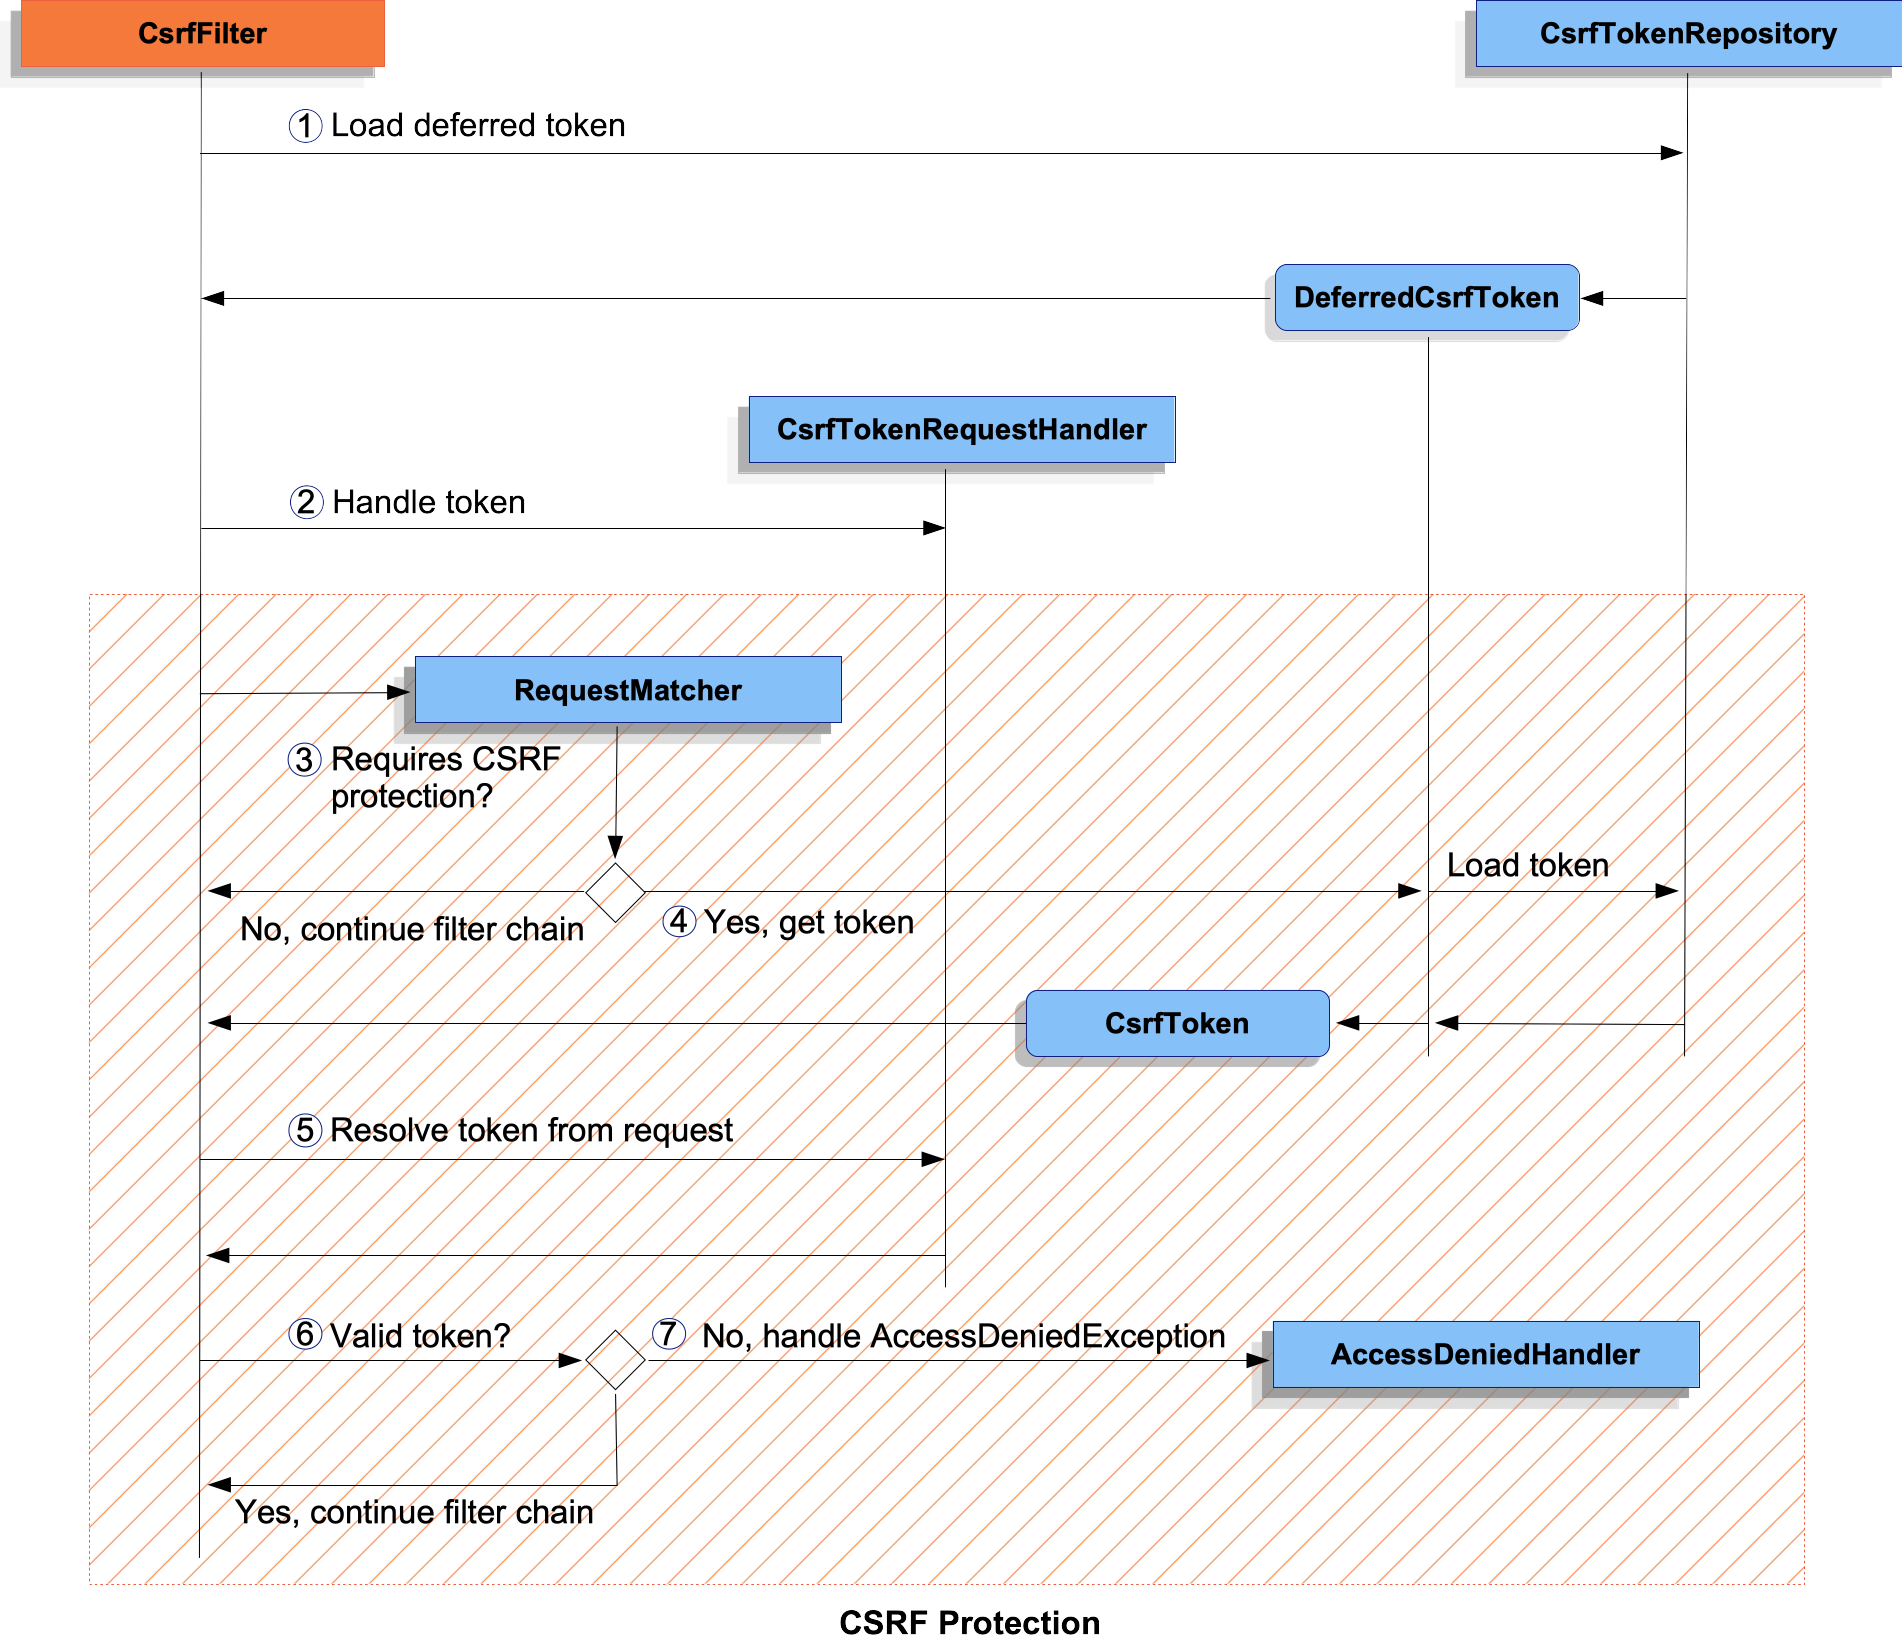 CsrfFilter
CsrfTokenRepository
① Load deferred token
DeferredCsrfToken
CsrfTokenRequestHandler
② Handle token
RequestMatcher
③ Requires CSRF
protection?
Load token
No, continue filter chain
④ Yes, get token
CsrfToken
⑤ Resolve token from request
⑥ Valid token?
⑦ No, handle AccessDeniedException
AccessDeniedHandler
Yes, continue filter chain
CSRF Protection